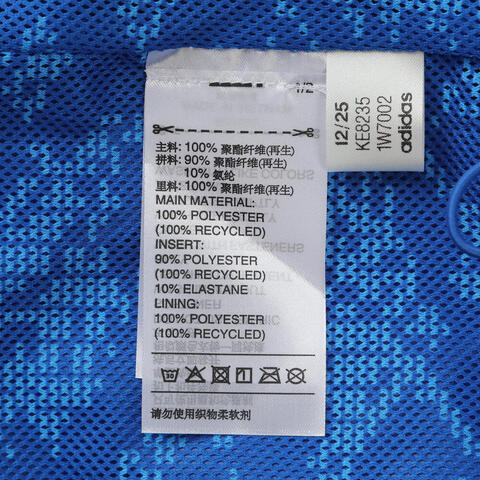 1/2
主料: 100% 聚酯纤维(再生)
拼料: 90% 聚酯纤维(再生)
10% 氨纶
里料: 100% 聚酯纤维(再生)
MAIN MATERIAL:
100% POLYESTER
(100% RECYCLED)
INSERT:
90% POLYESTER
(100% RECYCLED)
10% ELASTANE
LINING:
100% POLYESTER
(100% RECYCLED)
30
请勿使用织物柔软剂
12/25
KE8235
1W7002
adidas